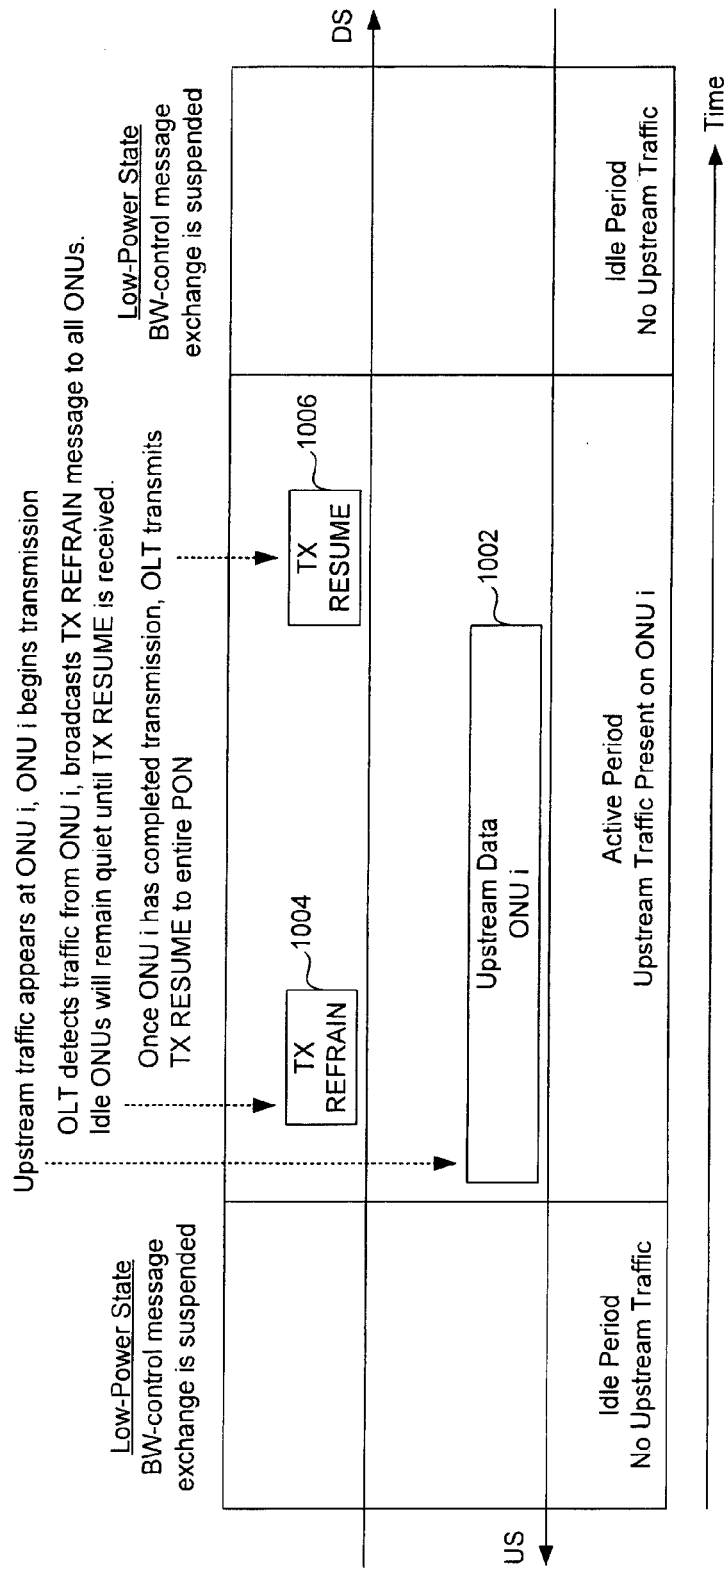 Upstream traffic appears at ONU i, ONU i begins transmission
OLT detects traffic from ONU i, broadcasts TX REFRAIN message to all ONUs.
Idle ONUs will remain quiet until TX RESUME is received.
Once ONU i has completed transmission, OLT transmits
TX RESUME to entire PON
Low-Power State
BW-control message
exchange is suspended
Low-Power State
BW-control message
exchange is suspended
DS
TX
REFRAIN
1004
TX
RESUME
1006
Upstream Data
ONU i
1002
US
Idle Period
No Upstream Traffic
Active Period
Upstream Traffic Present on ONU i
Idle Period
No Upstream Traffic
Time